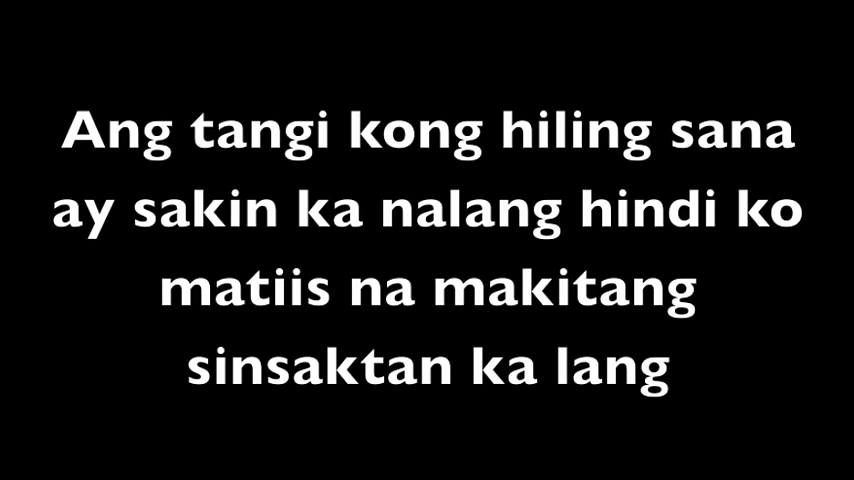 Ang tangi kong hiling sana
ay sakin ka nalang hindi ko
matiis na makitang
sinsaktan ka lang